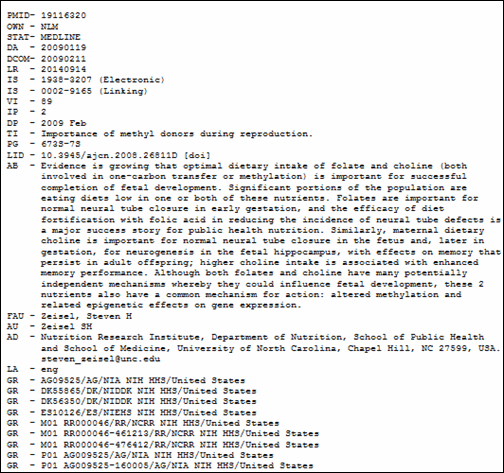 PMID- 19116320
OWN - NLM
STAT- MEDLINE
DA  - 20090119
DCOM- 20090211
LR  - 20140914
IS  - 1938-3207 (Electronic)
IS  - 0002-9165 (Linking)
VI  - 89
IP  - 2
DP  - 2009 Feb
TI  - Importance of methyl donors during reproduction.
PG  - 673S-7S
LID - 10.3945/ajcn.2008.26811D [doi]
AB  - Evidence is growing that optimal dietary intake of folate and choline (both
involved in one-carbon transfer or methylation) is important for successful
completion of fetal development. Significant portions of the population are
eating diets low in one or both of these nutrients. Folates are important for
normal neural tube closure in early gestation, and the efficacy of diet
fortification with folic acid in reducing the incidence of neural tube defects is
a major success story for public health nutrition. Similarly, maternal dietary
choline is important for normal neural tube closure in the fetus and, later in
gestation, for neurogenesis in the fetal hippocampus, with effects on memory that
persist in adult offspring; higher choline intake is associated with enhanced
memory performance. Although both folates and choline have many potentially
independent mechanisms whereby they could influence fetal development, these 2
nutrients also have a common mechanism for action: altered methylation and
related epigenetic effects on gene expression.
FAU - Zeisel, Steven H
AU  - Zeisel SH
AD  - Nutrition Research Institute, Department of Nutrition, School of Public Health
and School of Medicine, University of North Carolina, Chapel Hill, NC 27599, USA.
steven_zeisel@unc.edu
LA  - eng
GR  - AG09525/AG/NIA NIH HHS/United States
GR  - DK55865/DK/NIDDK NIH HHS/United States
GR  - DK56350/DK/NIDDK NIH HHS/United States
GR  - ES10126/ES/NIEHS NIH HHS/United States
GR  - M01 RR000046/RR/NCRR NIH HHS/United States
GR  - M01 RR000046-461213/RR/NCRR NIH HHS/United States
GR  - M01 RR000046-476412/RR/NCRR NIH HHS/United States
GR  - P01 AG009525/AG/NIA NIH HHS/United States
GR  - P01 AG009525-160005/AG/NIA NIH HHS/United States